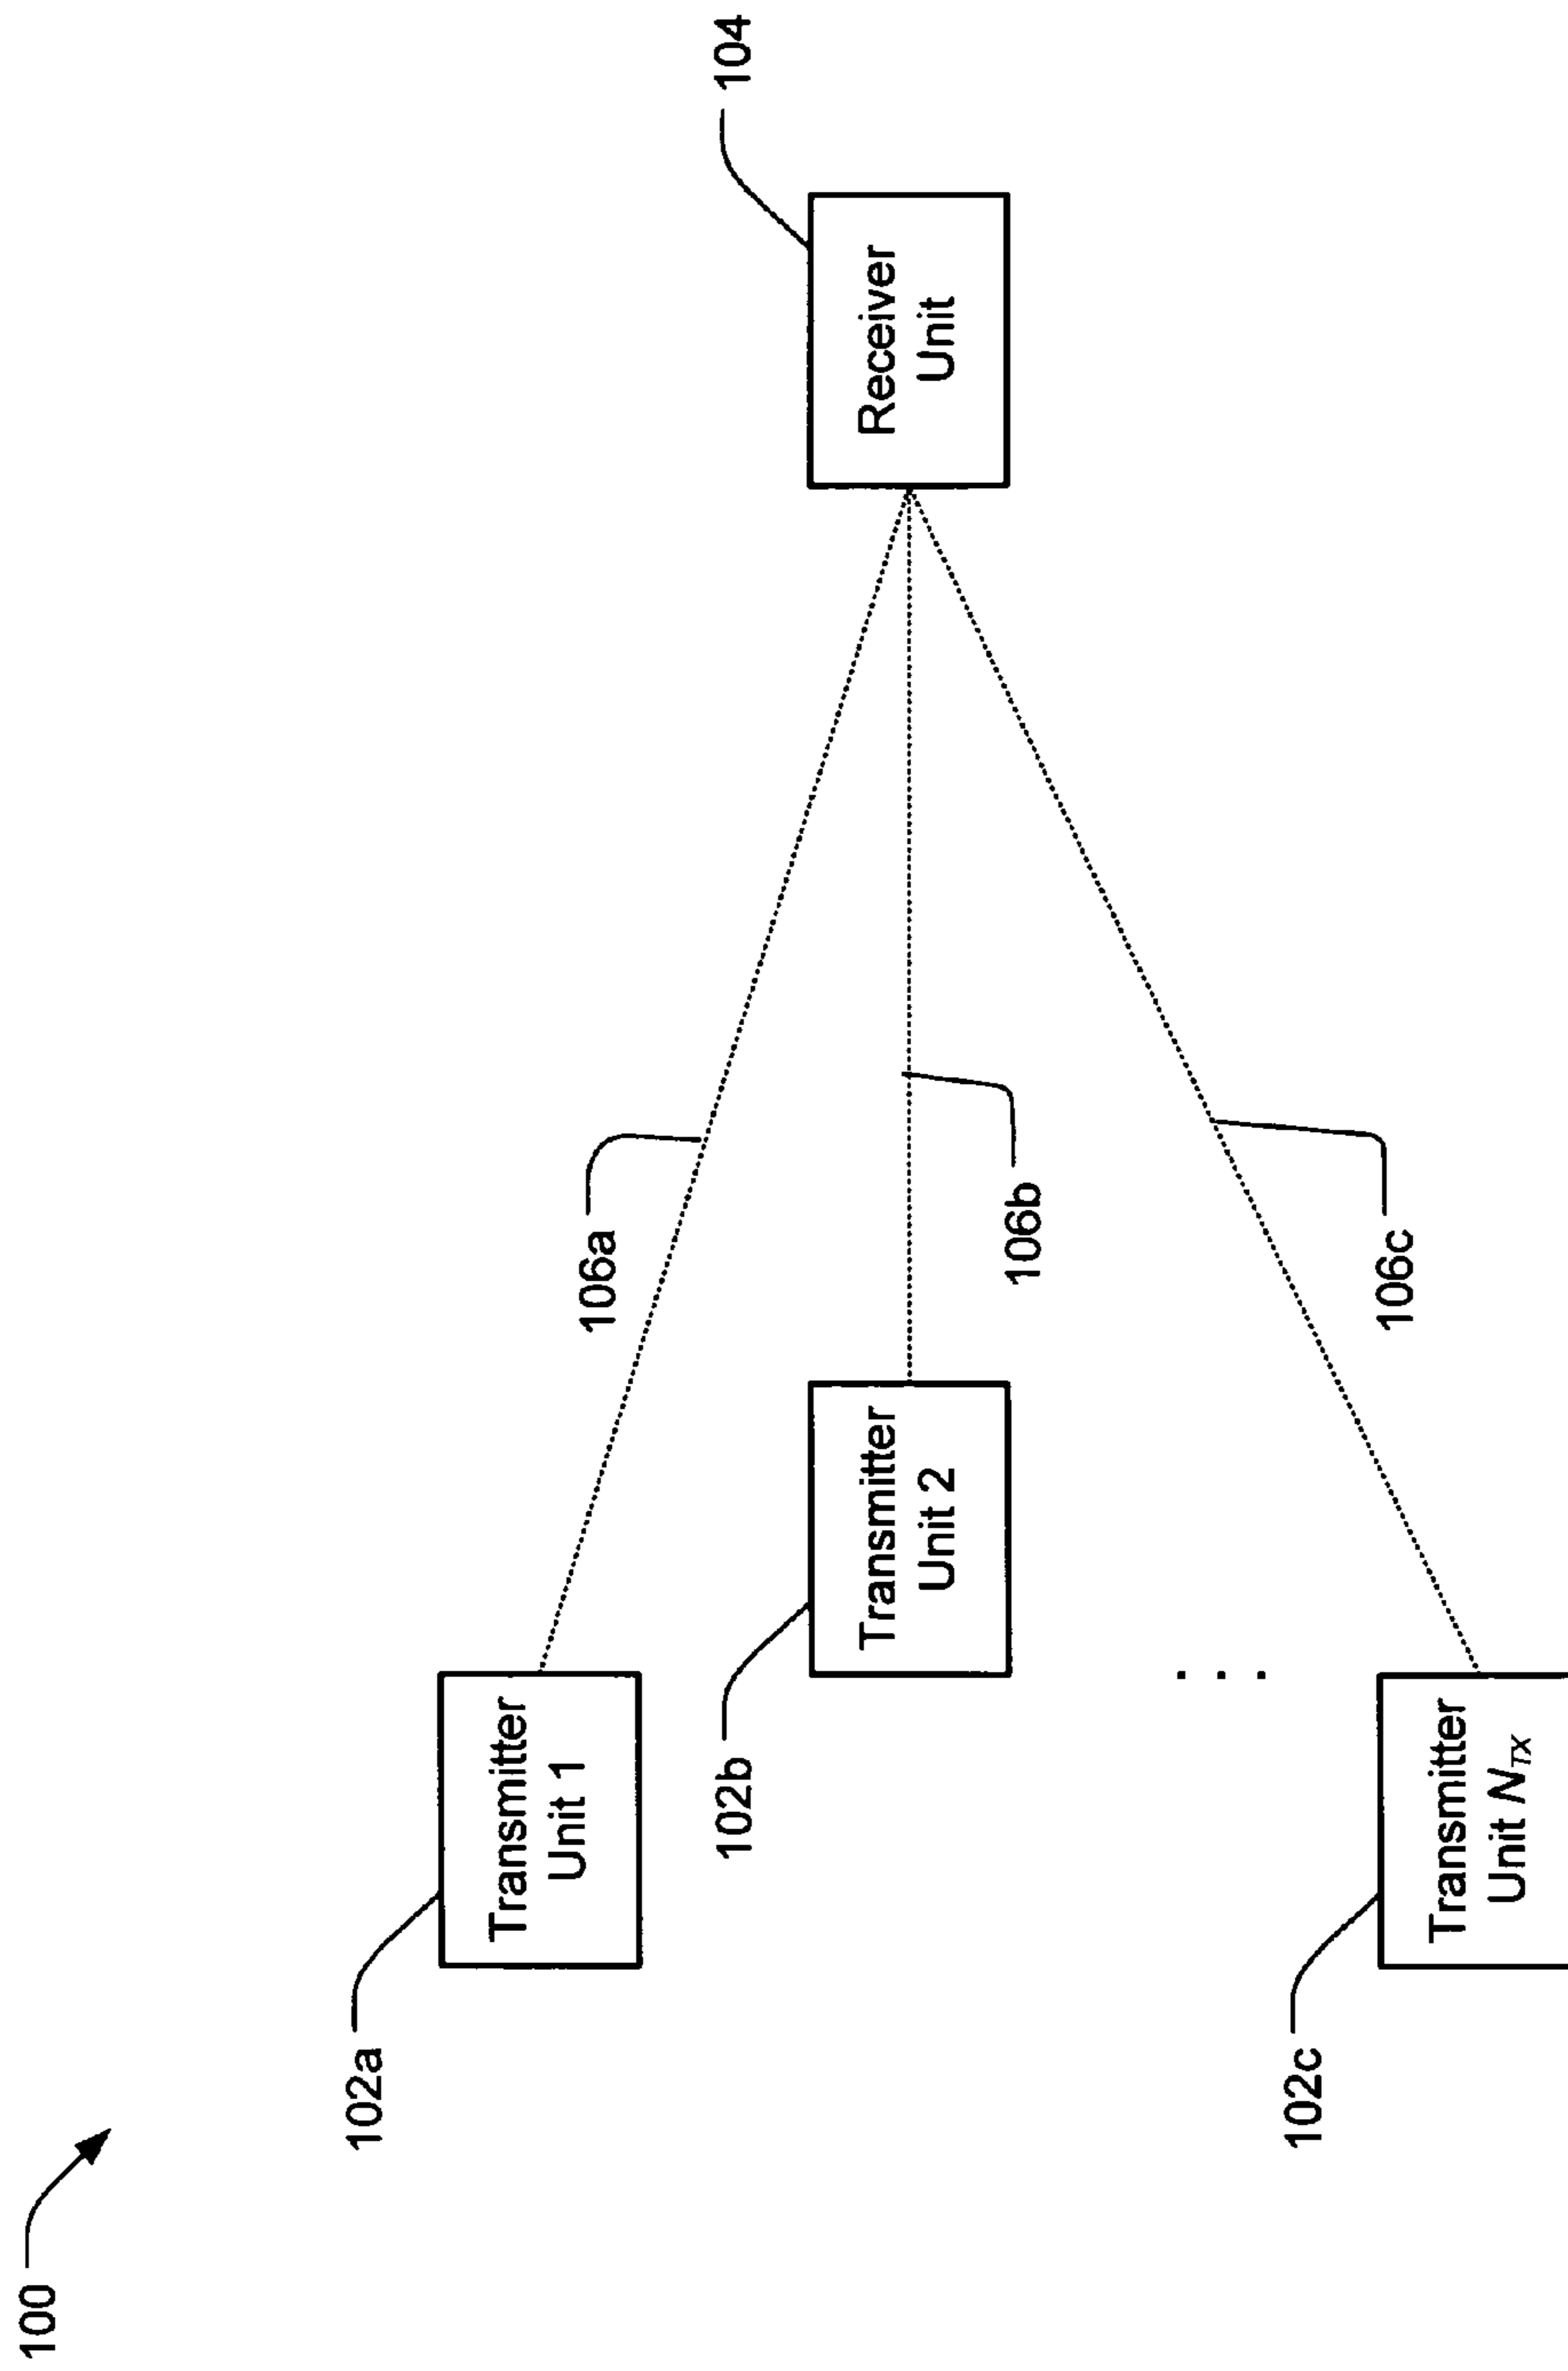 100
102a
Transmitter
Unit 1
106a
104
102b
Transmitter
Unit 2
Receiver
Unit
106b
. . .
102c
Transmitter
Unit N_TX
106c